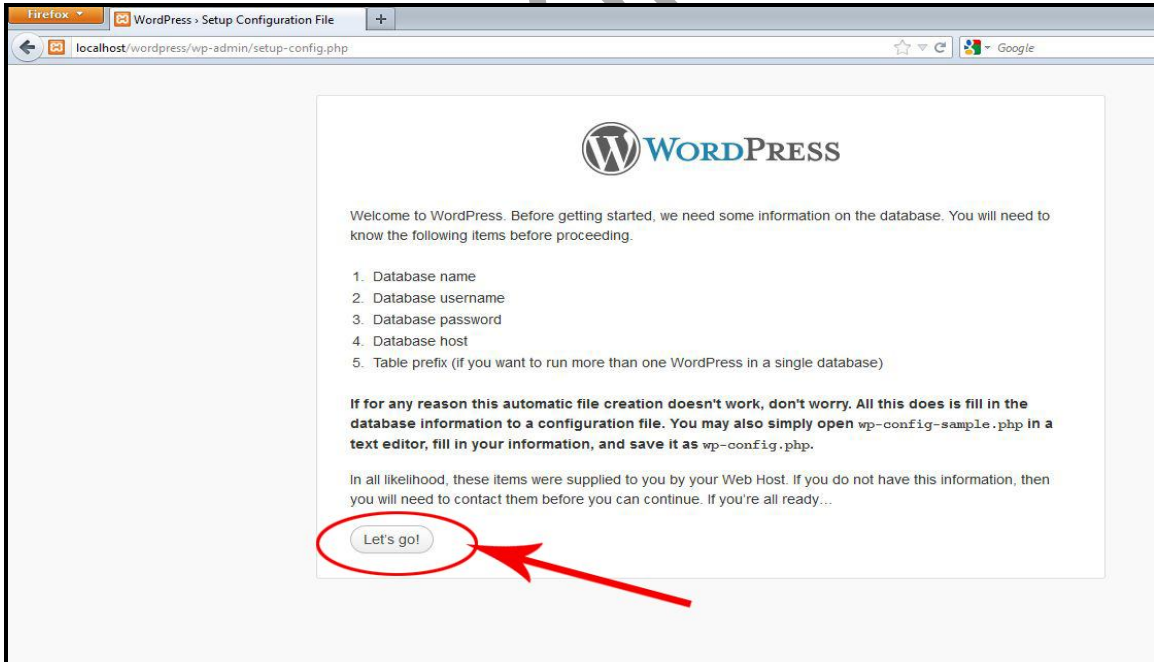 Firefox
WordPress › Setup Configuration File
+
localhost/wordpress/wp-admin/setup-config.php
Google
WORDPRESS
Welcome to WordPress. Before getting started, we need some information on the database. You will need to
know the following items before proceeding.
1. Database name
2. Database username
3. Database password
4. Database host
5. Table prefix (if you want to run more than one WordPress in a single database)
If for any reason this automatic file creation doesn't work, don't worry. All this does is fill in the
database information to a configuration file. You may also simply open wp-config-sample.php in a
text editor, fill in your information, and save it as wp-config.php.
In all likelihood, these items were supplied to you by your Web Host. If you do not have this information, then
you will need to contact them before you can continue. If you're all ready…
Let's go!